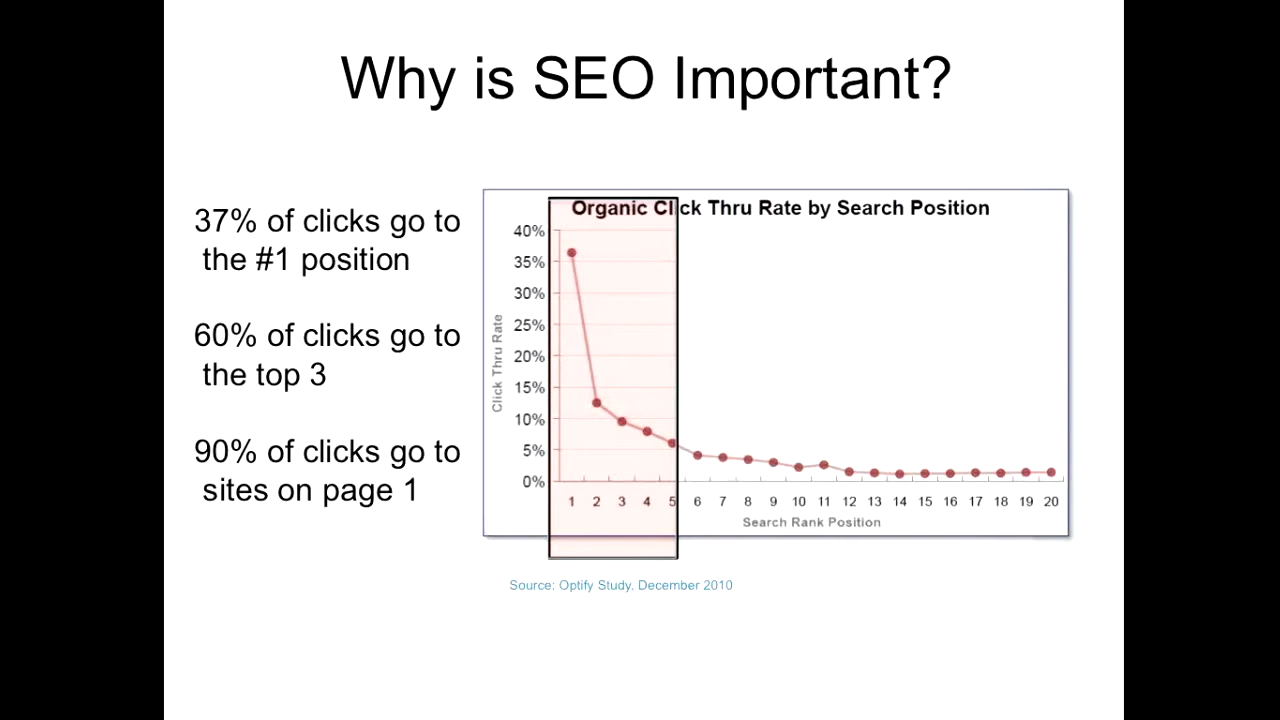 Why is SEO Important?
37% of clicks go to
the #1 position
60% of clicks go to
the top 3
90% of clicks go to
sites on page 1
Organic Click Thru Rate by Search Position
40%
35%
30%
25%
20%
15%
10%
5%
0%
Click Thru Rate
1 2 3 4 5 6 7 8 9 10 11 12 13 14 15 16 17 18 19 20
Search Rank Position
Source: Optify Study, December 2010